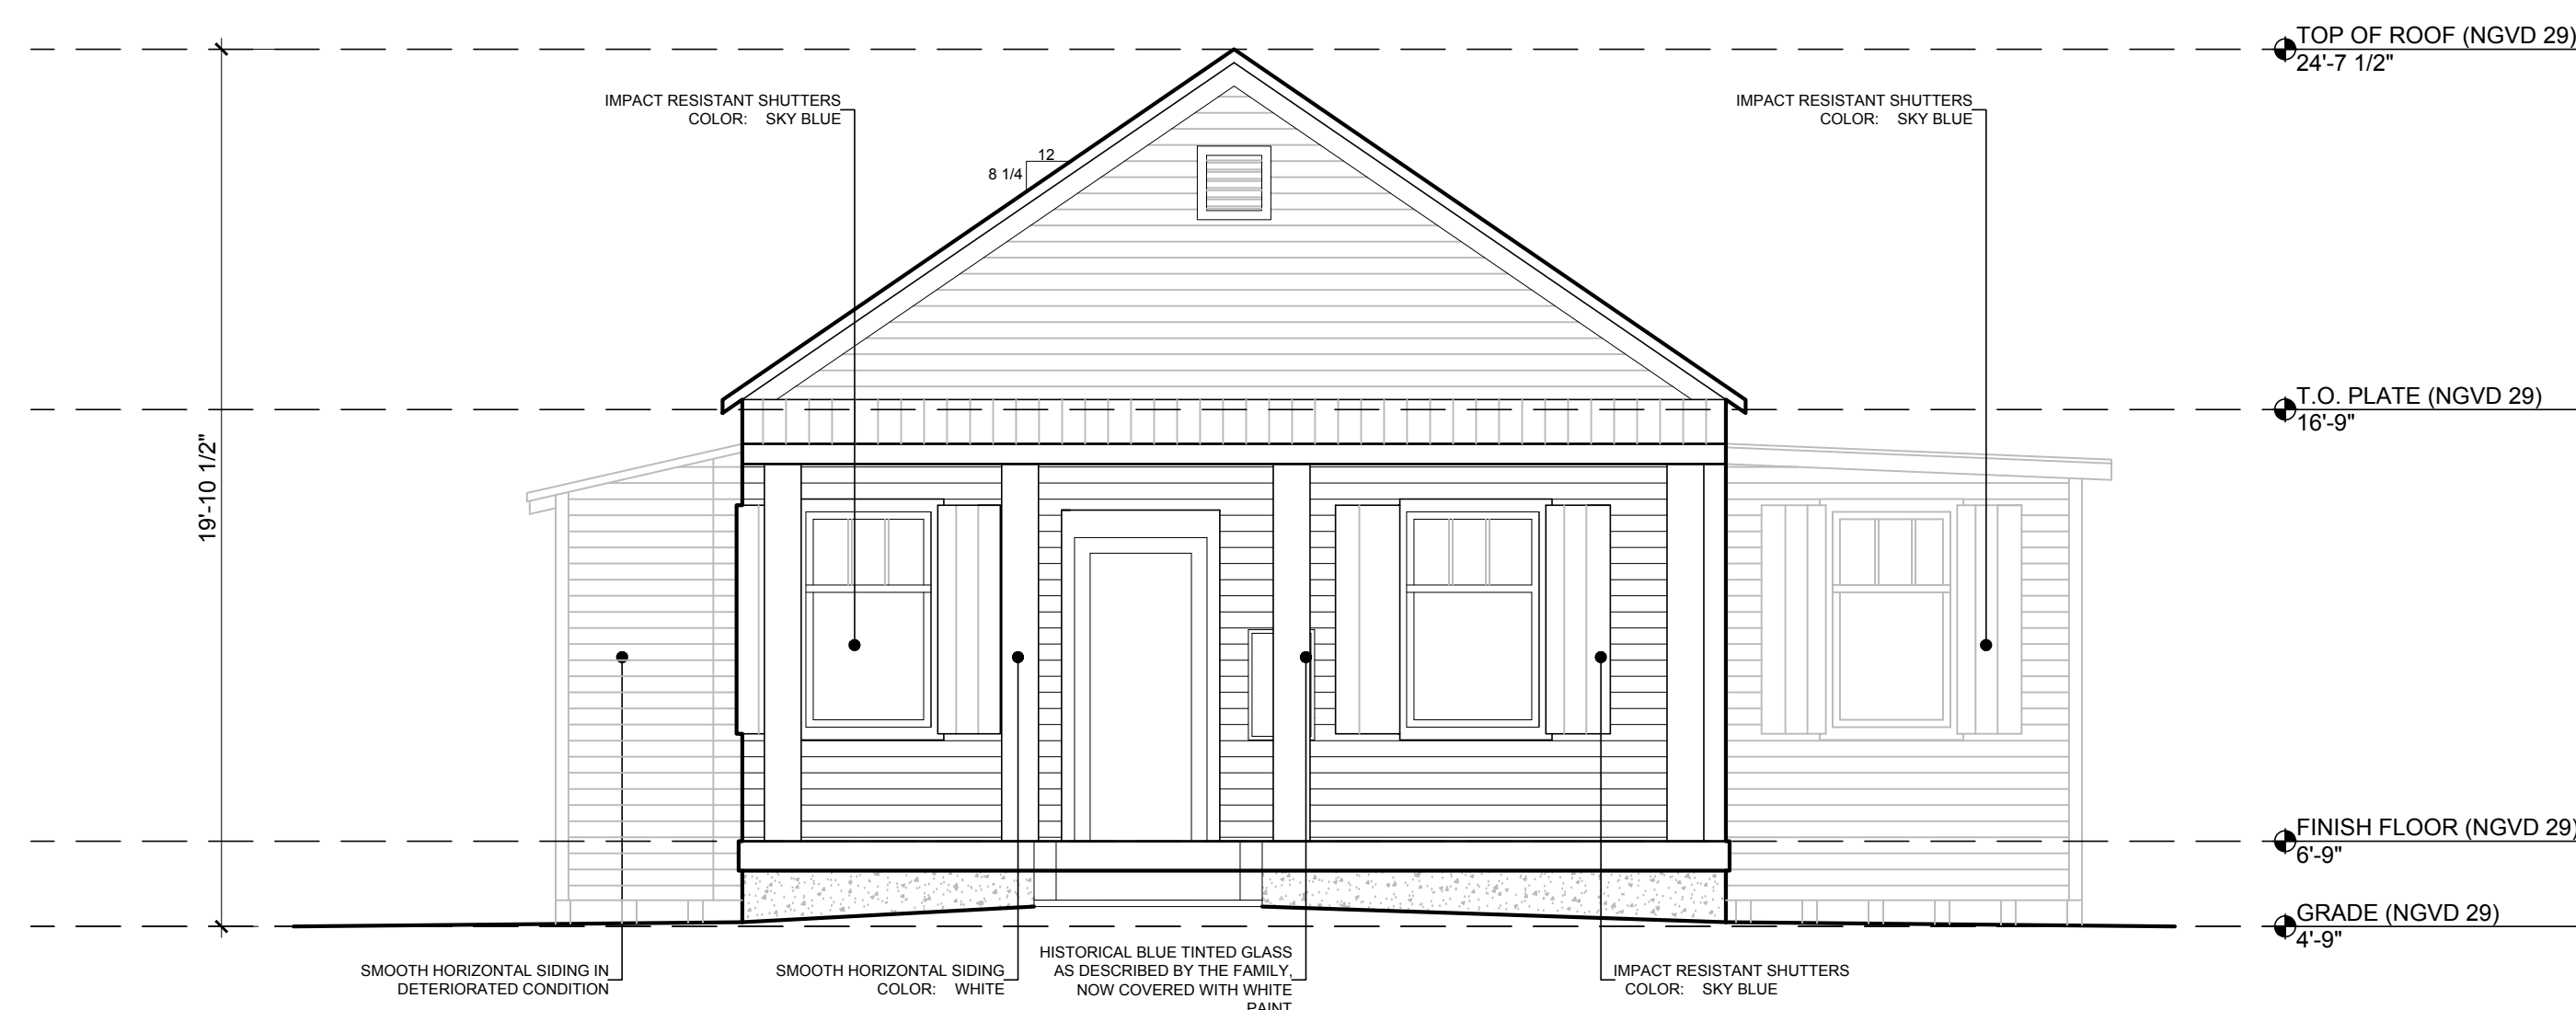 TOP OF ROOF (NGVD 29)
24'-7 1/2"
IMPACT RESISTANT SHUTTERS
COLOR: SKY BLUE
IMPACT RESISTANT SHUTTERS
COLOR: SKY BLUE
12
8 1/4
T.O. PLATE (NGVD 29)
16'-9"
19'-10 1/2"
FINISH FLOOR (NGVD 29)
6'-9"
GRADE (NGVD 29)
4'-9"
SMOOTH HORIZONTAL SIDING IN
DETERIORATED CONDITION
SMOOTH HORIZONTAL SIDING
COLOR: WHITE
HISTORICAL BLUE TINTED GLASS
AS DESCRIBED BY THE FAMILY,
NOW COVERED WITH WHITE
PAINT
IMPACT RESISTANT SHUTTERS
COLOR: SKY BLUE